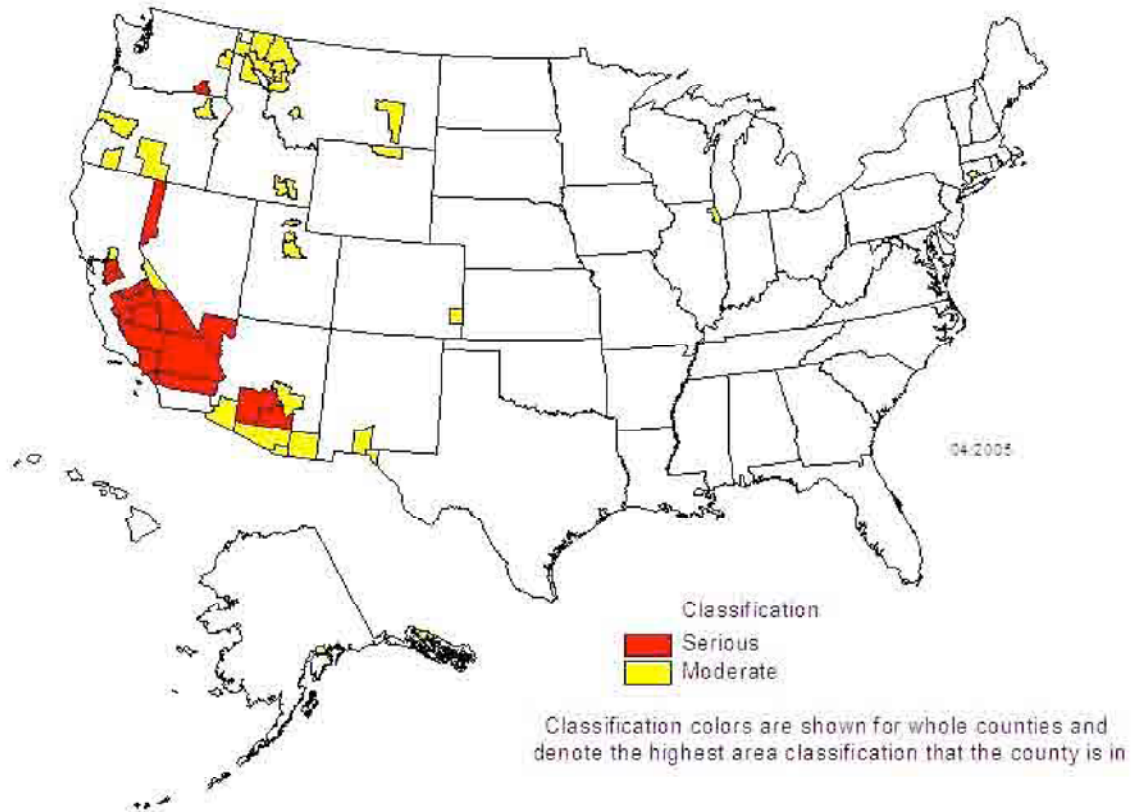 04:2005
Classification
Serious
Moderate
Classification colors are shown for whole counties and
denote the highest area classification that the county is in